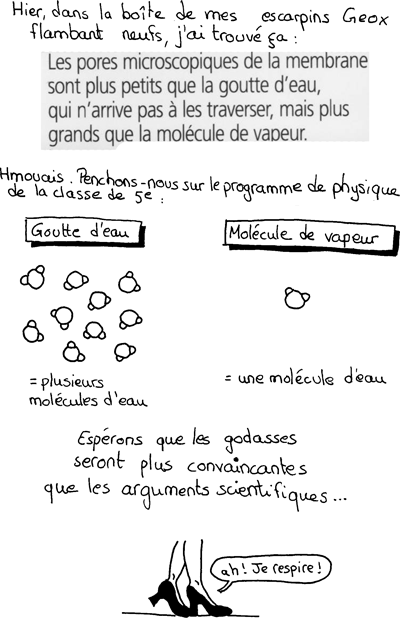 Hier, dans la boîte de mes escarpins Geox
flambant neufs, j'ai trouvé ça :
Les pores microscopiques de la membrane
sont plus petits que la goutte d'eau,
qui n'arrive pas à les traverser, mais plus
grands que la molécule de vapeur.
Hmouais. Penchons-nous sur le programme de physique
de la classe de 5e :
Goutte d'eau
Molécule de vapeur
= plusieurs
molécules d'eau
= une molécule d'eau
Espérons que les godasses
seront plus convaincantes
que les arguments scientifiques...
ah! Je respire!